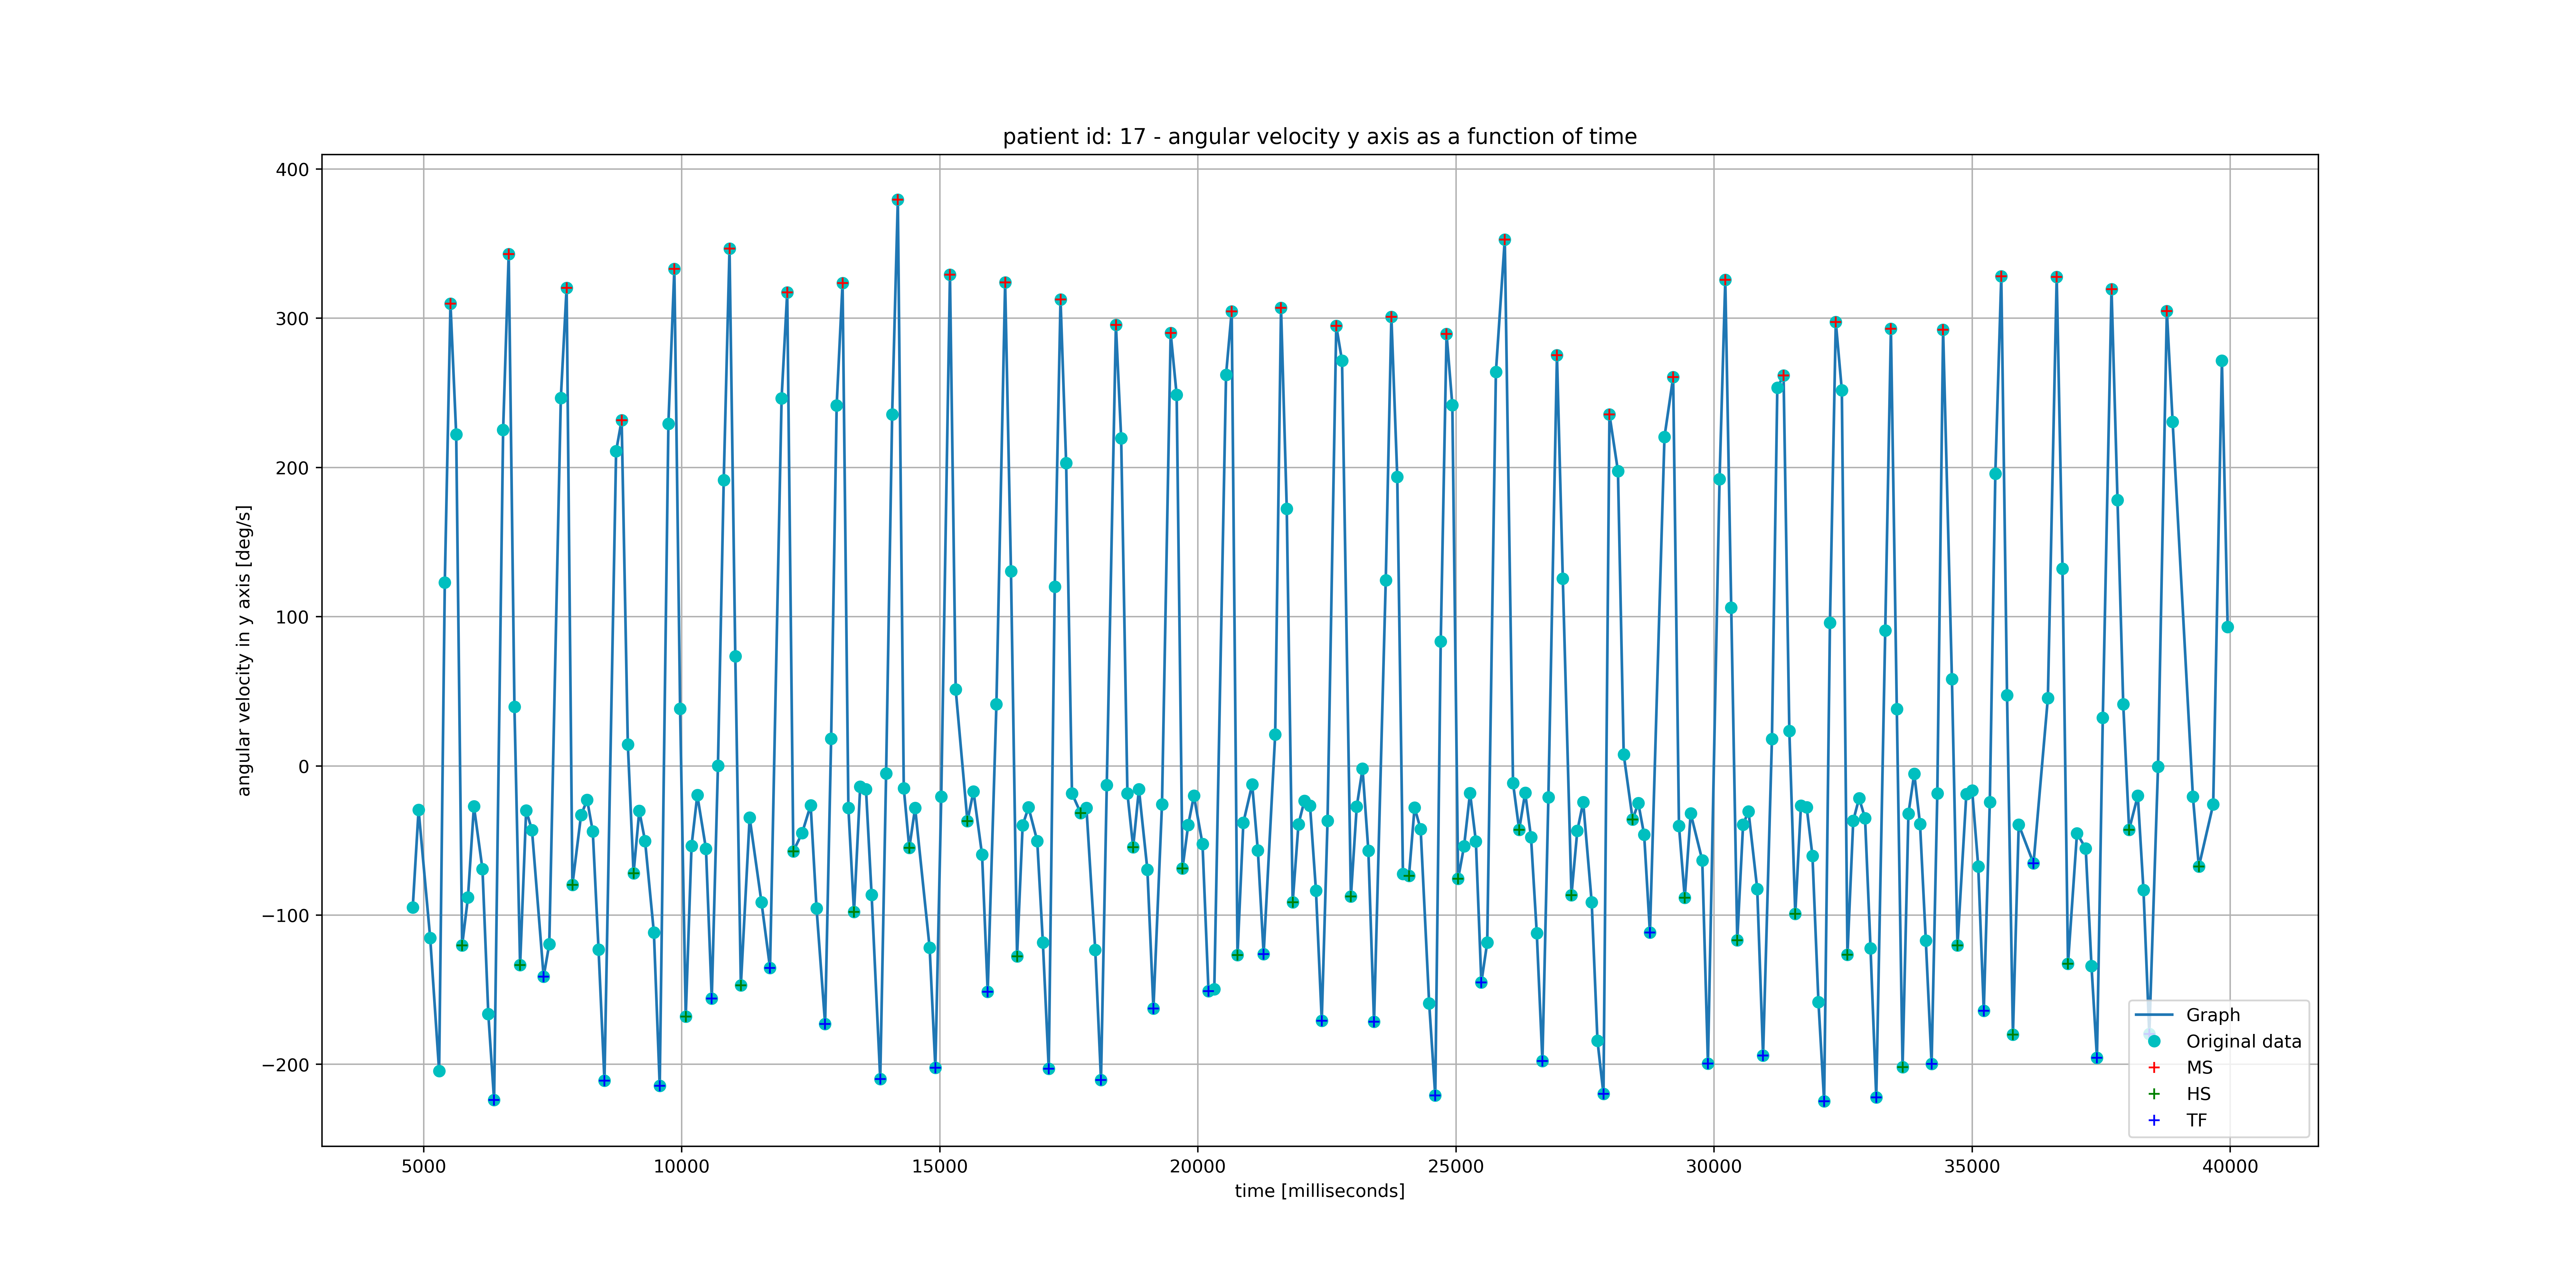 patient id: 17 - angular velocity y axis as a function of time
400
300
200
100
0
−100
−200
angular velocity in y axis [deg/s]
5000 10000 15000 20000 25000 30000 35000 40000
time [milliseconds]
Graph
Original data
MS
HS
TF